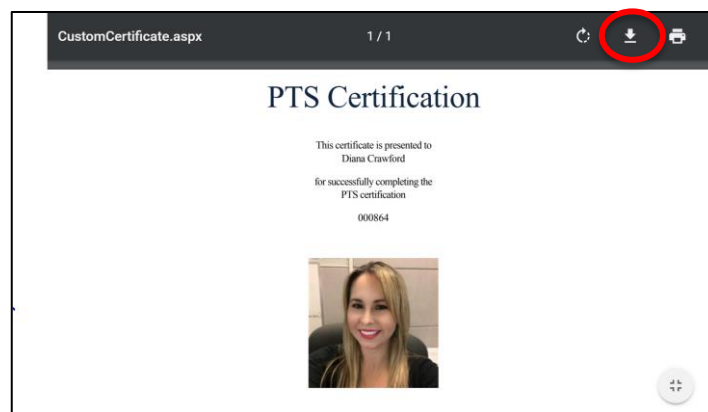 CustomCertificate.aspx 1 / 1
PTS Certification
This certificate is presented to
Diana Crawford
for successfully completing the
PTS certification
000864